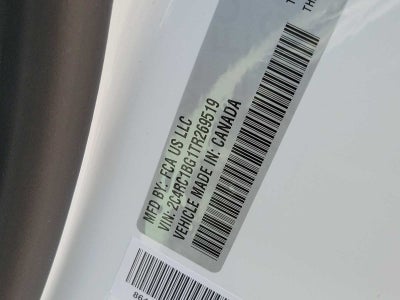 MFD BY: FCA US LLC
VIN: 2C4RC1BG1TR269519
VEHICLE MADE IN: CANADA